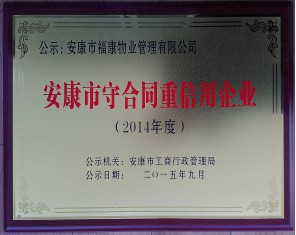 公示:安康市福康物业管理有限公司
安康市守合同重信用企业
(2014年度)
公示机关:安康市工商行政管理局
公示日期:二〇一五年九月